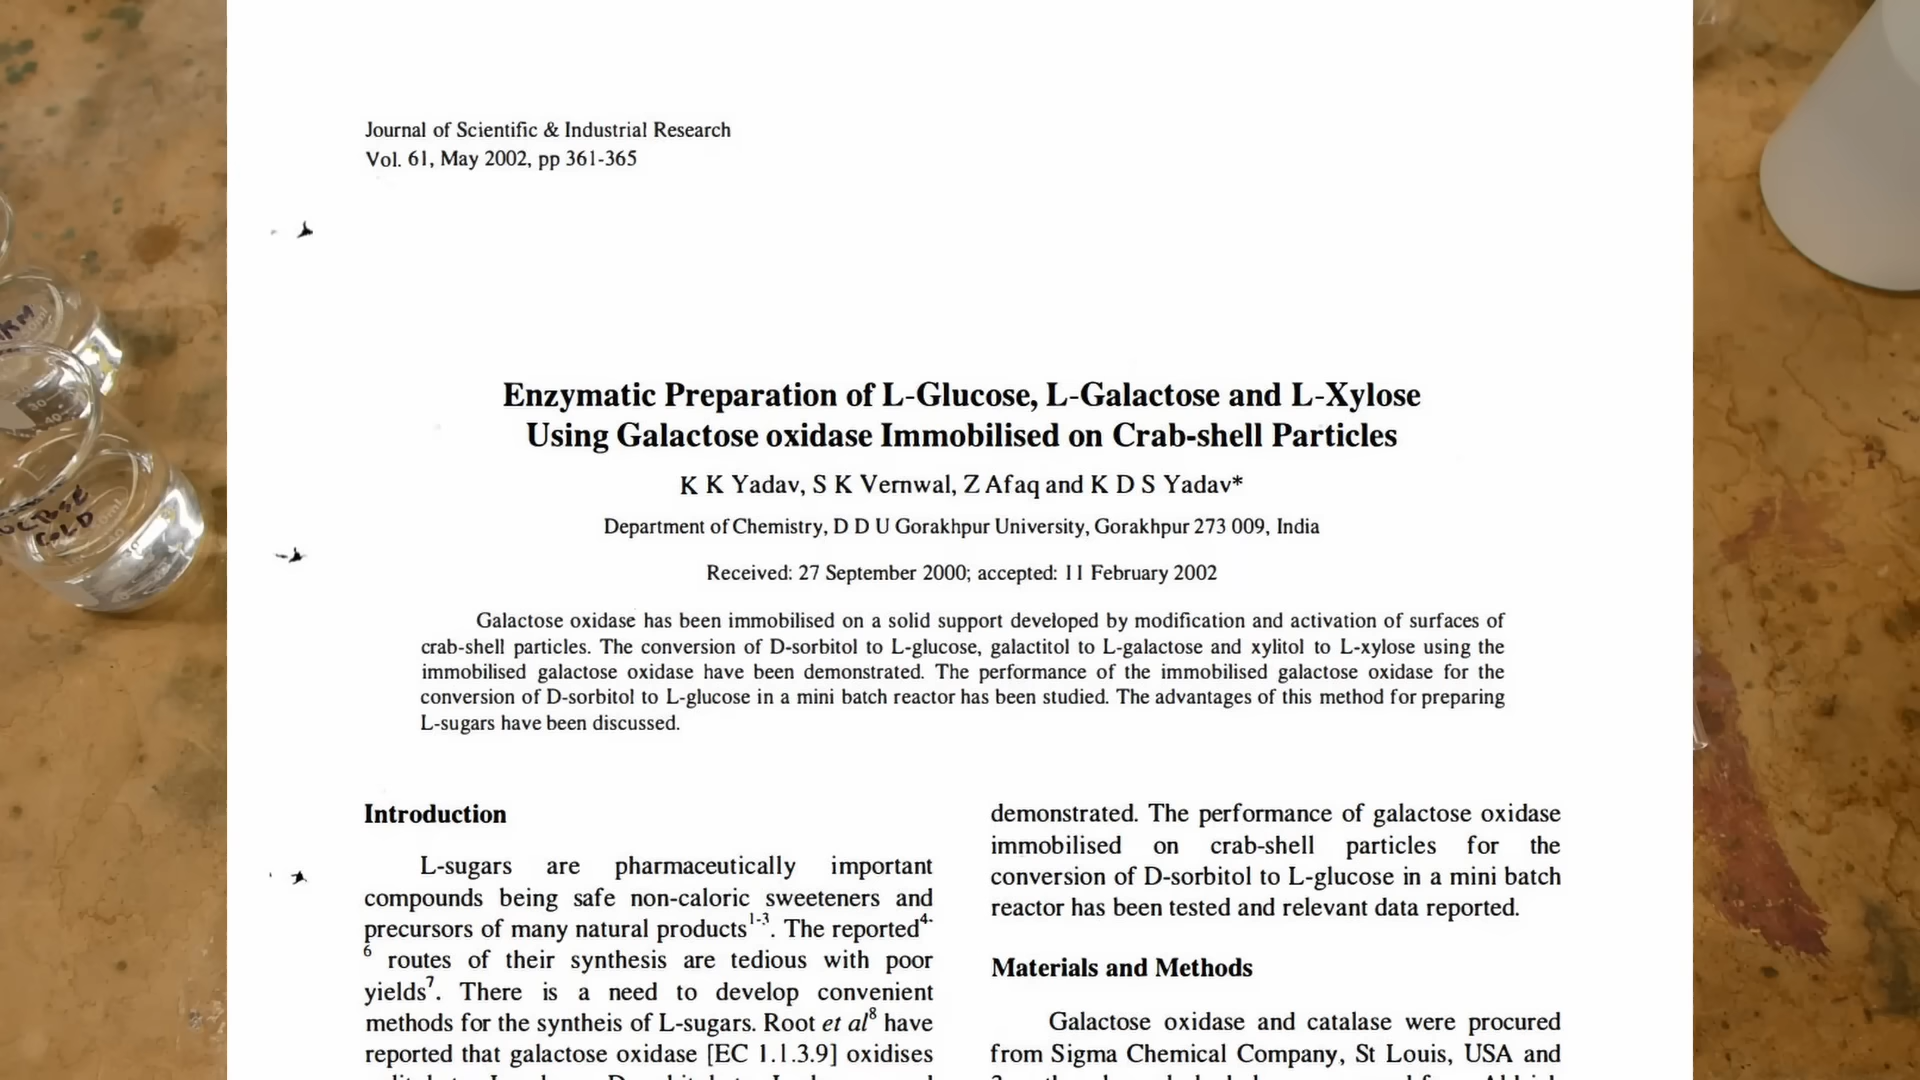 Journal of Scientific & Industrial Research
Vol. 61, May 2002, pp 361-365
Enzymatic Preparation of L-Glucose, L-Galactose and L-Xylose
Using Galactose oxidase Immobilised on Crab-shell Particles
K K Yadav, S K Vernwal, Z Afaq and K D S Yadav*
Department of Chemistry, D D U Gorakhpur University, Gorakhpur 273 009, India
Received: 27 September 2000; accepted: 11 February 2002
Galactose oxidase has been immobilised on a solid support developed by modification and activation of surfaces of
crab-shell particles. The conversion of D-sorbitol to L-glucose, galactitol to L-galactose and xylitol to L-xylose using the
immobilised galactose oxidase have been demonstrated. The performance of the immobilised galactose oxidase for the
conversion of D-sorbitol to L-glucose in a mini batch reactor has been studied. The advantages of this method for preparing
L-sugars have been discussed.
Introduction
L-sugars are pharmaceutically important
compounds being safe non-caloric sweeteners and
precursors of many natural products1-3. The reported4-
6 routes of their synthesis are tedious with poor
yields7. There is a need to develop convenient
methods for the syntheis of L-sugars. Root et al8 have
reported that galactose oxidase [EC 1.1.3.9] oxidises
demonstrated. The performance of galactose oxidase
immobilised on crab-shell particles for the
conversion of D-sorbitol to L-glucose in a mini batch
reactor has been tested and relevant data reported.
Materials and Methods
Galactose oxidase and catalase were procured
from Sigma Chemical Company, St Louis, USA and
COLD
30
40